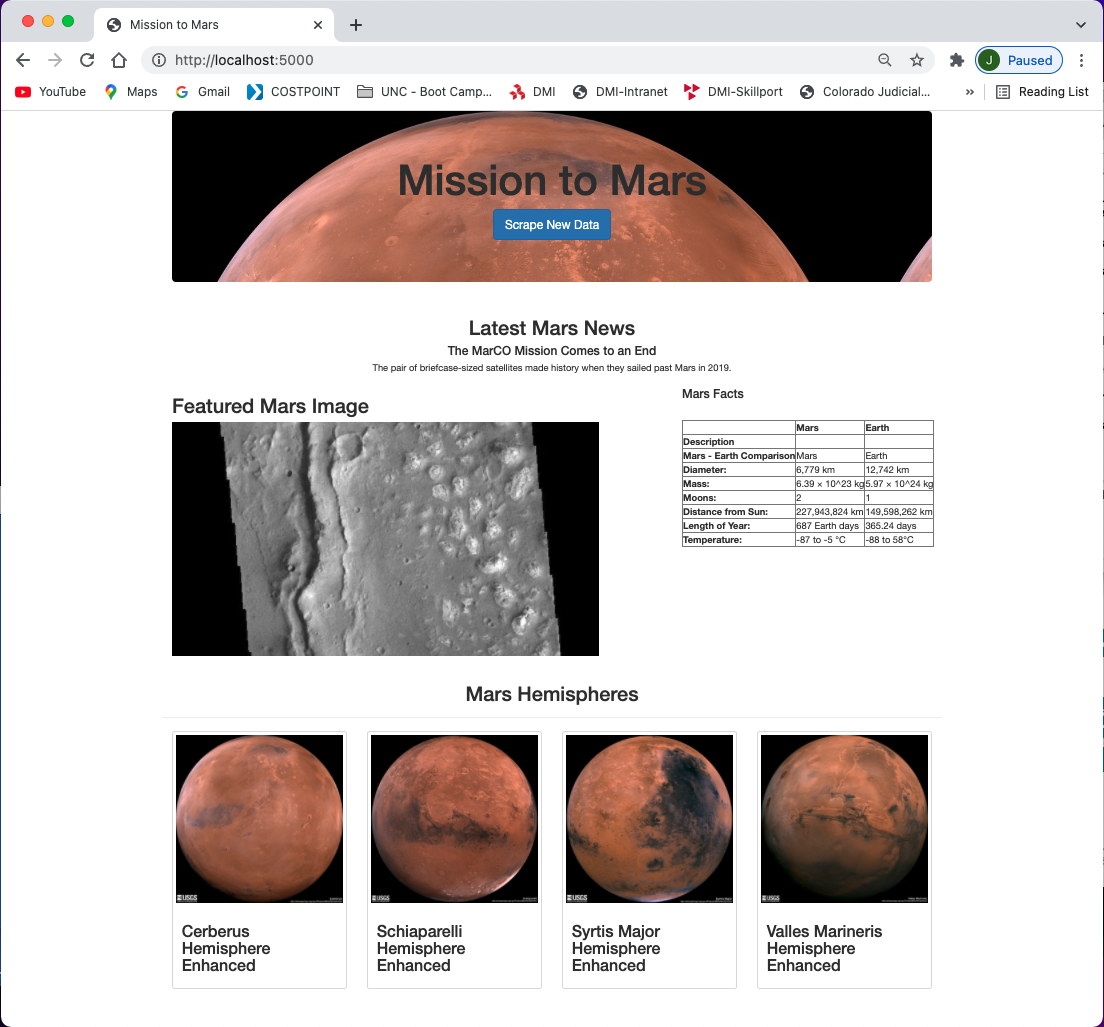 Mission to Mars
http://localhost:5000
J Paused
YouTube Maps Gmail COSTPOINT UNC - Boot Camp... DMI DMI-Intranet DMI-Skillport Colorado Judicial... » Reading List
Mission to Mars
Scrape New Data
Latest Mars News
The MarCO Mission Comes to an End
The pair of briefcase-sized satellites made history when they sailed past Mars in 2019.
Featured Mars Image
Mars Facts
Mars Earth
Description
Mars - Earth Comparison Mars Earth
Diameter: 6,779 km 12,742 km
Mass: 6.39 × 10^23 kg 5.97 × 10^24 kg
Moons: 2 1
Distance from Sun: 227,943,824 km 149,598,262 km
Length of Year: 687 Earth days 365.24 days
Temperature: -87 to -5 °C -88 to 58°C
Mars Hemispheres
USGS USGS USGS USGS
Cerberus
Hemisphere
Enhanced
Schiaparelli
Hemisphere
Enhanced
Syrtis Major
Hemisphere
Enhanced
Valles Marineris
Hemisphere
Enhanced